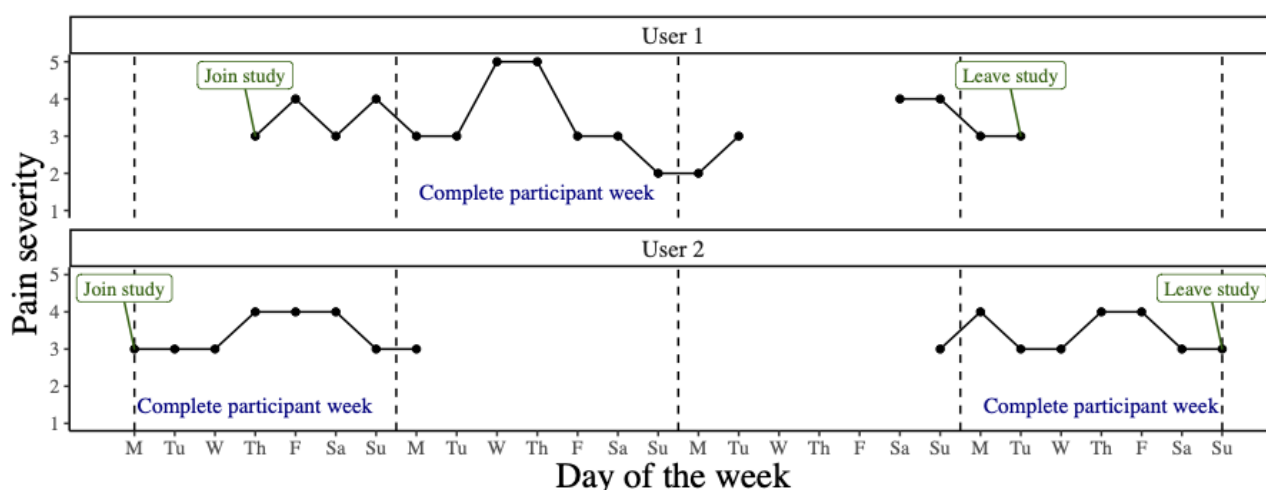 User 1
5
Join study
Leave study
4
3
2
Complete participant week
1
User 2
5
Join study
Leave study
4
3
2
Complete participant week Complete participant week
1
Pain severity
M Tu W Th F Sa Su M Tu W Th F Sa Su M Tu W Th F Sa Su M Tu W Th F Sa Su
Day of the week